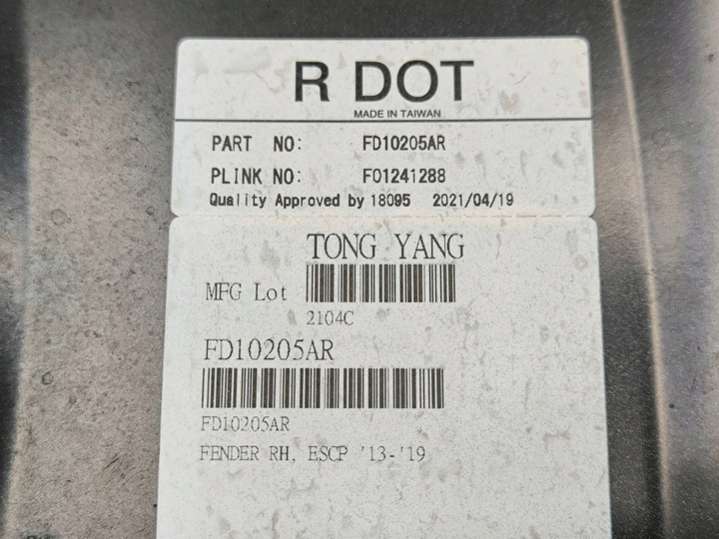 R DOT
MADE IN TAIWAN
PART NO: FD10205AR
PLINK NO: F01241288
Quality Approved by 18095 2021/04/19
TONG YANG
MFG Lot
2104C
FD10205AR
FD10205AR
FENDER RH, ESCP '13-'19